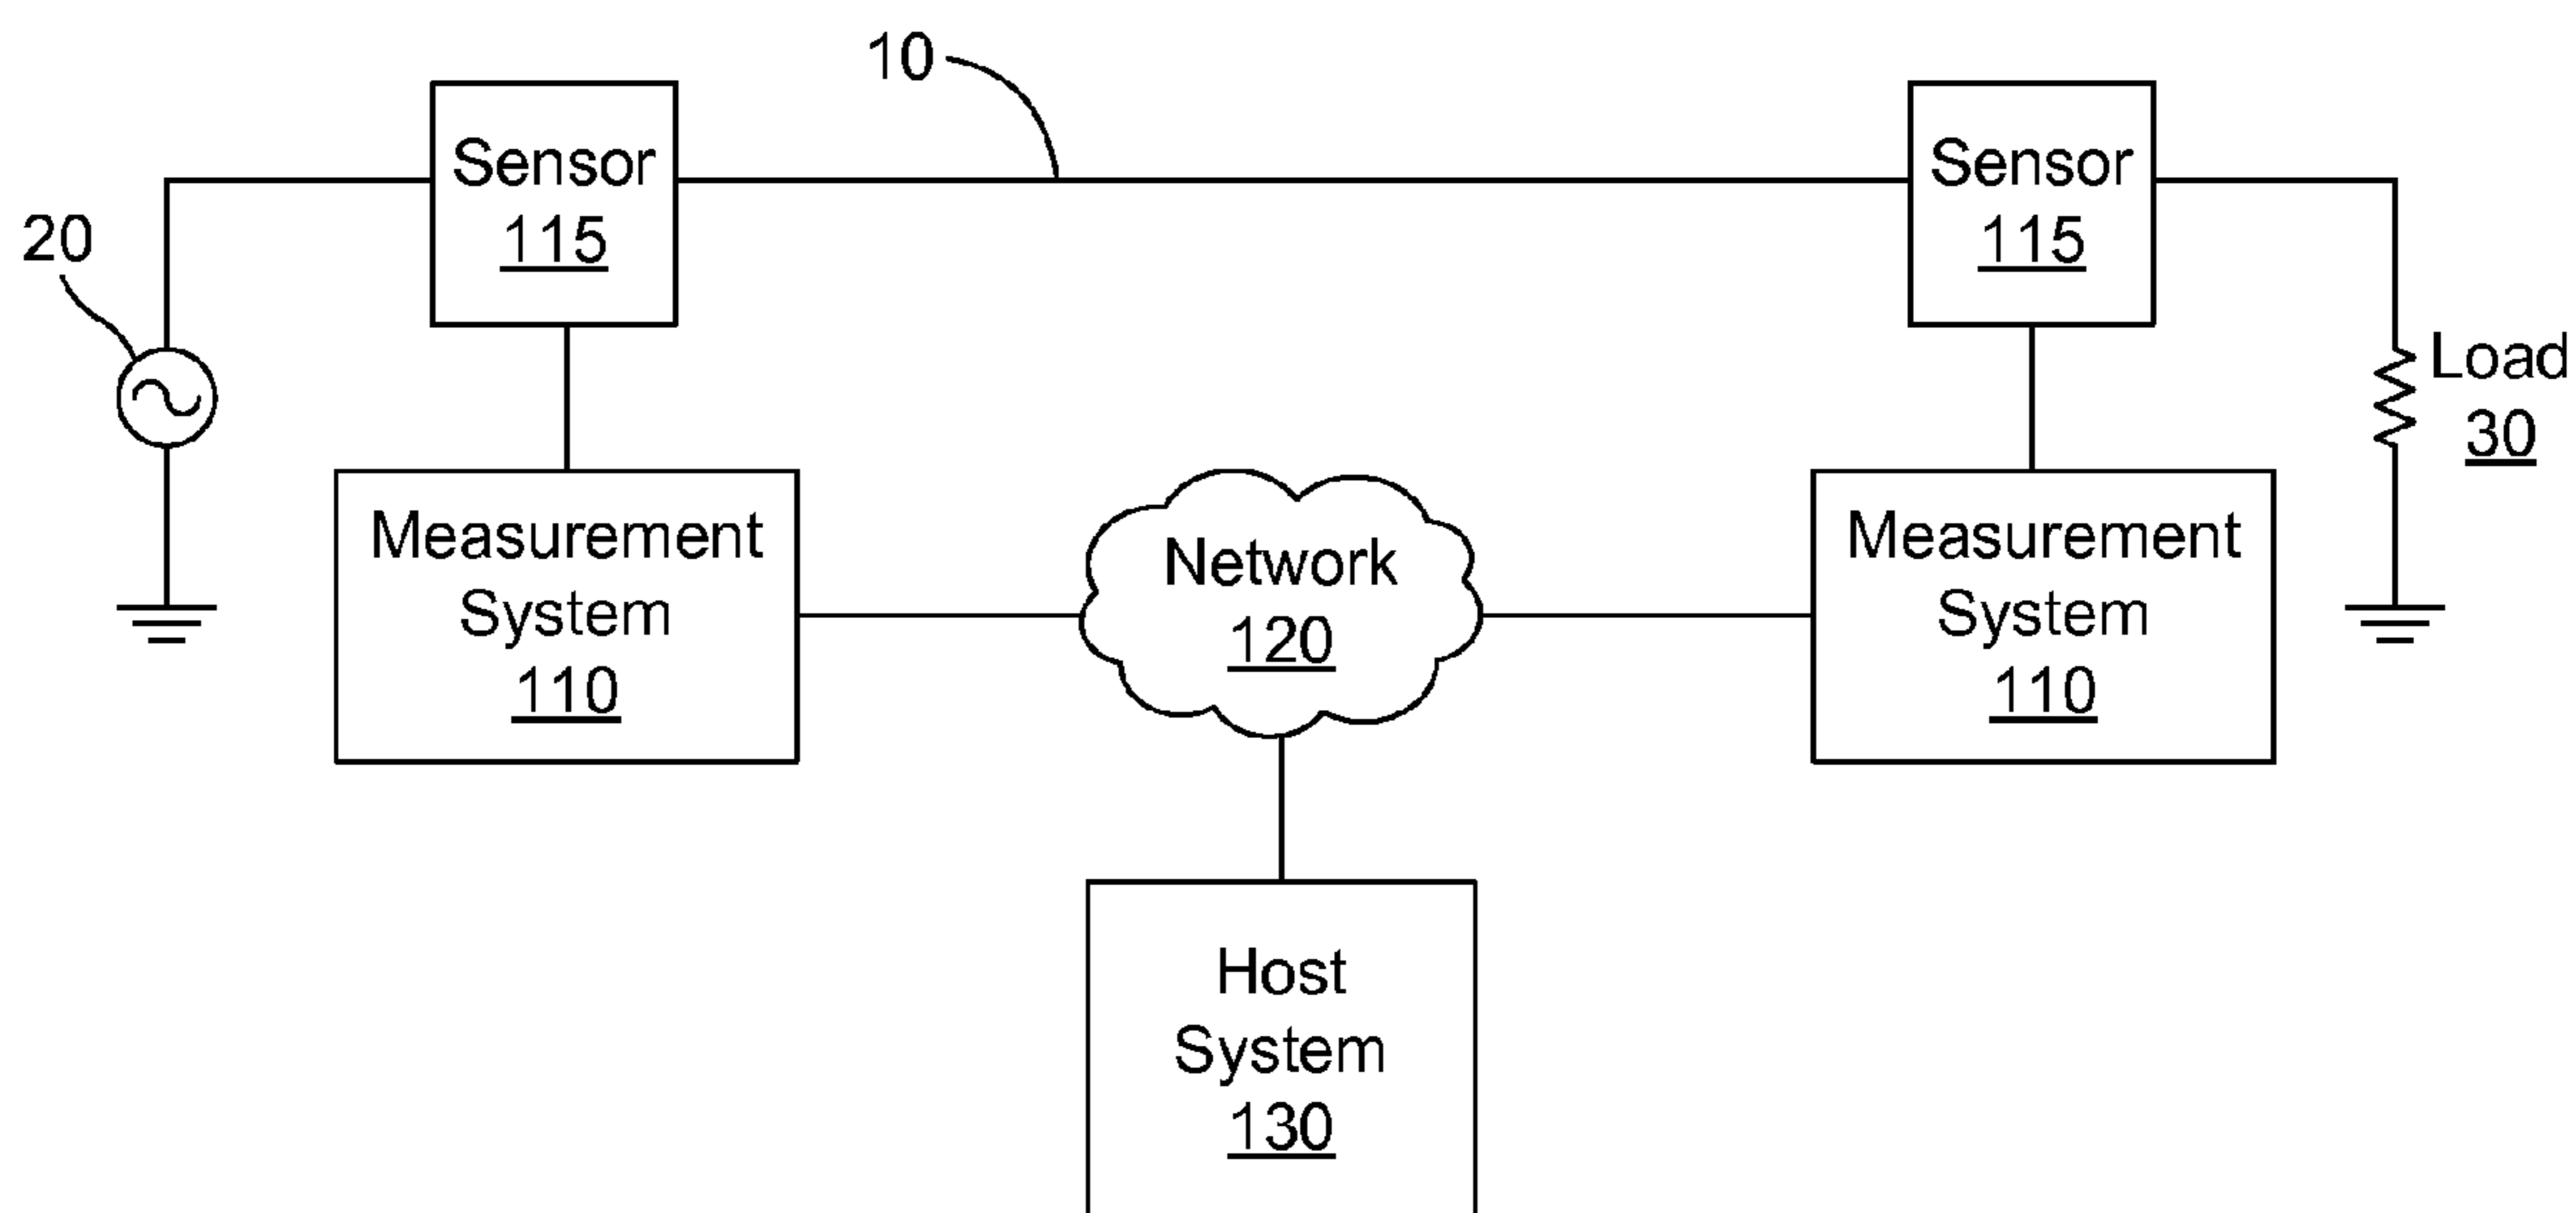 10
Sensor
115
Sensor
115
20
Load
30
Measurement
System
110
Network
120
Measurement
System
110
Host
System
130